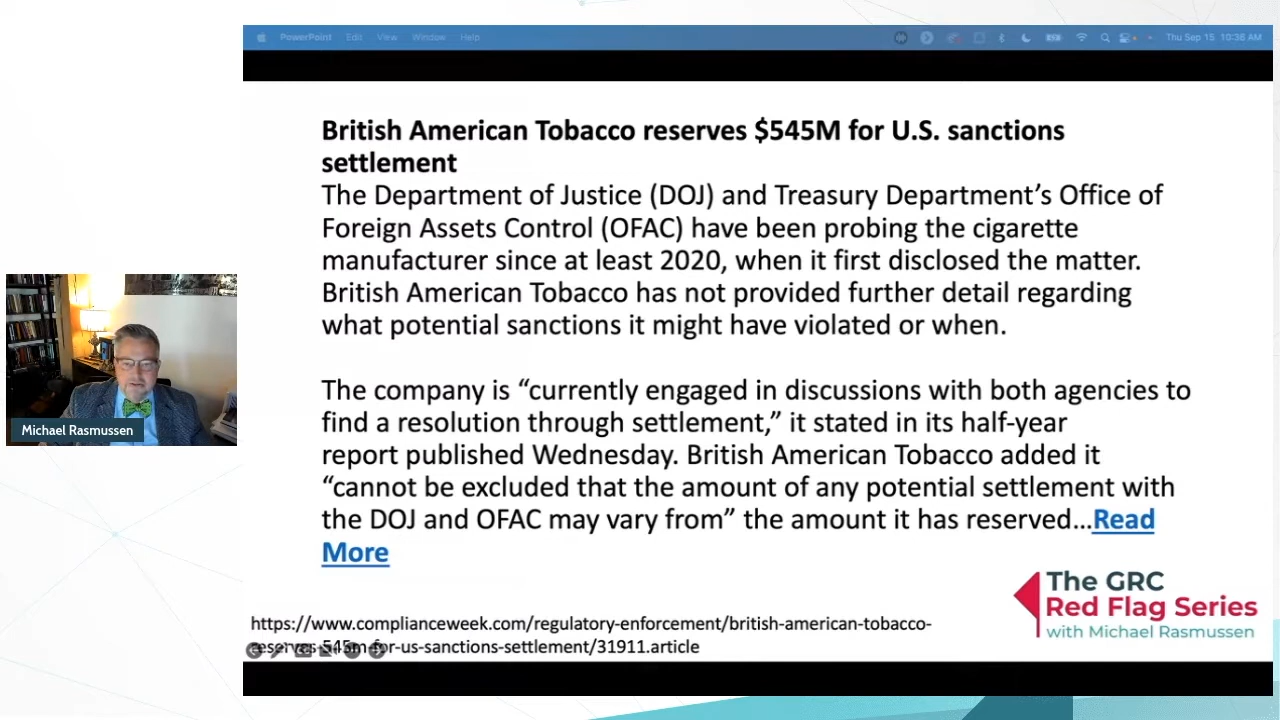 PowerPoint Edit View Window Help Thu Sep 15 10:36 AM
British American Tobacco reserves $545M for U.S. sanctions
settlement
The Department of Justice (DOJ) and Treasury Department’s Office of
Foreign Assets Control (OFAC) have been probing the cigarette
manufacturer since at least 2020, when it first disclosed the matter.
British American Tobacco has not provided further detail regarding
what potential sanctions it might have violated or when.
The company is “currently engaged in discussions with both agencies to
find a resolution through settlement,” it stated in its half-year
report published Wednesday. British American Tobacco added it
“cannot be excluded that the amount of any potential settlement with
the DOJ and OFAC may vary from” the amount it has reserved...Read
More
Michael Rasmussen
The GRC
Red Flag Series
with Michael Rasmussen
https://www.complianceweek.com/regulatory-enforcement/british-american-tobacco-
reserves-545m-for-us-sanctions-settlement/31911.article